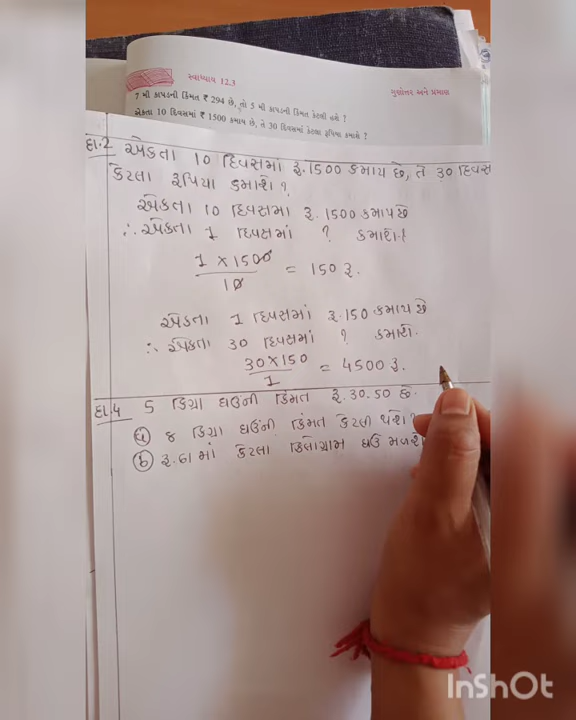 સ્વાધ્યાય 12.3
ગુણોત્તર અને પ્રમાણ
7 મી કાપડની કિંમત ₹ 294 છે, તો 5 મી કાપડની કિંમત કેટલી હશે ?
એકતા 10 દિવસમાં ₹ 1500 કમાય છે, તે 30 દિવસમાં કેટલા રૂપિયા કમાશે ?
દા.2 એકતા 10 દિવસમાં રૂ.1500 કમાય છે, તે 30 દિવસ
કેટલા રૂપિયા કમાશે ?
એકતા 10 દિવસમાં રૂ. 1500 કમાય છે
∴ એકતા 1 દિવસમાં ? કમાશે.
1 × 1500
10
= 150 રૂ.
એકતા 1 દિવસમાં રૂ.150 કમાય છે
∴ એકતા 30 દિવસમાં ? કમાશે.
30×150
1
= 4500 રૂ.
દા.4 5 કિગ્રા ઘઉંની કિંમત રૂ. 30.50 છે.
a 8 કિગ્રા ઘઉંની કિંમત કેટલી થશે ?
b રૂ.61 માં કેટલા કિલોગ્રામ ઘઉં મળશે
InShOt